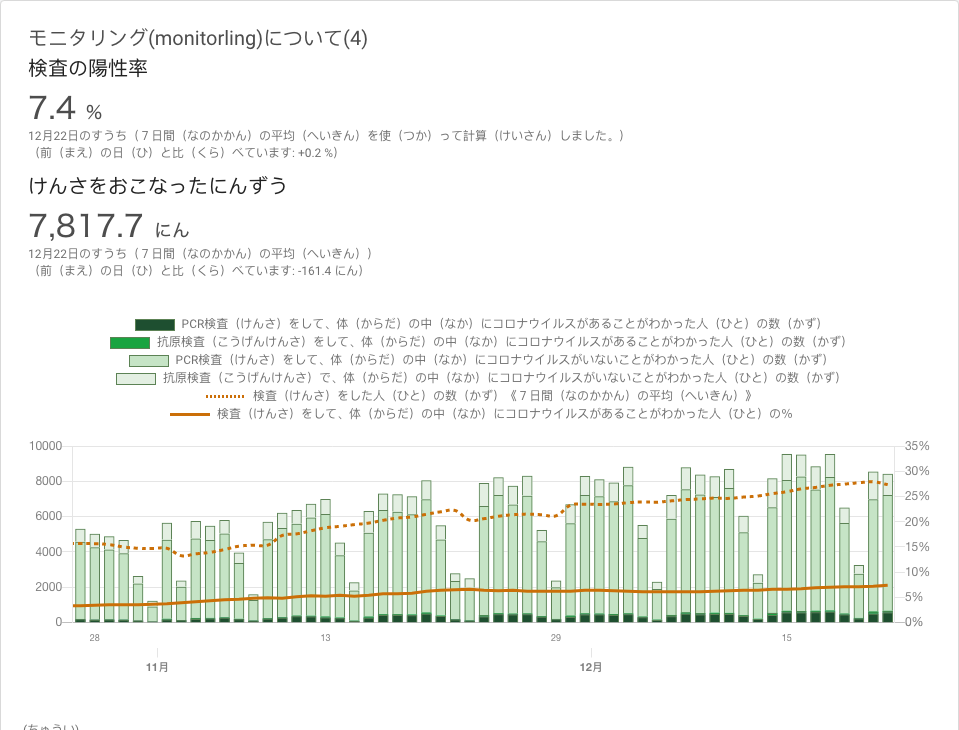 モニタリング(monitorling)について(4)
検査の陽性率
7.4 %
12月22日のすうち（７日間（なのかかん）の平均（へいきん）を使（つか）って計算（けいさん）しました。）
（前（まえ）の日（ひ）と比（くら）べています: +0.2 %）
けんさをおこなったにんずう
7,817.7 にん
12月22日のすうち（７日間（なのかかん）の平均（へいきん））
（前（まえ）の日（ひ）と比（くら）べています: -161.4 にん）
PCR検査（けんさ）をして、体（からだ）の中（なか）にコロナウイルスがあることがわかった人（ひと）の数（かず）
抗原検査（こうげんけんさ）をして、体（からだ）の中（なか）にコロナウイルスがあることがわかった人（ひと）の数（かず）
PCR検査（けんさ）をして、体（からだ）の中（なか）にコロナウイルスがいないことがわかった人（ひと）の数（かず）
抗原検査（こうげんけんさ）で、体（からだ）の中（なか）にコロナウイルスがいないことがわかった人（ひと）の数（かず）
検査（けんさ）をした人（ひと）の数（かず）《７日間（なのかかん）の平均（へいきん）》
検査（けんさ）をして、体（からだ）の中（なか）にコロナウイルスがあることがわかった人（ひと）の%
10000 35%
30%
8000
25%
6000
20%
4000 15%
10%
2000
5%
0 0%
28 13 29 15
11月 12月
(ちゅうい)